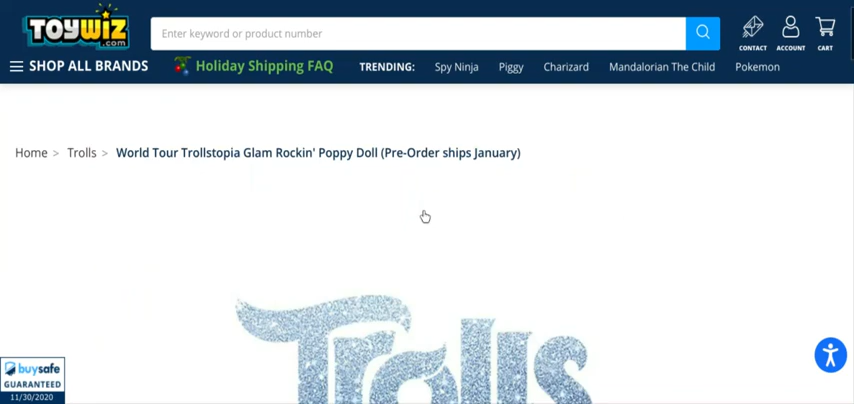 TOYWIZ
.com
Enter keyword or product number
CONTACT
ACCOUNT
CART
SHOP ALL BRANDS
Holiday Shipping FAQ
TRENDING:
Spy Ninja
Piggy
Charizard
Mandalorian The Child
Pokemon
Home > Trolls > World Tour Trollstopia Glam Rockin' Poppy Doll (Pre-Order ships January)
Trolls
buysafe
GUARANTEED
11/30/2020